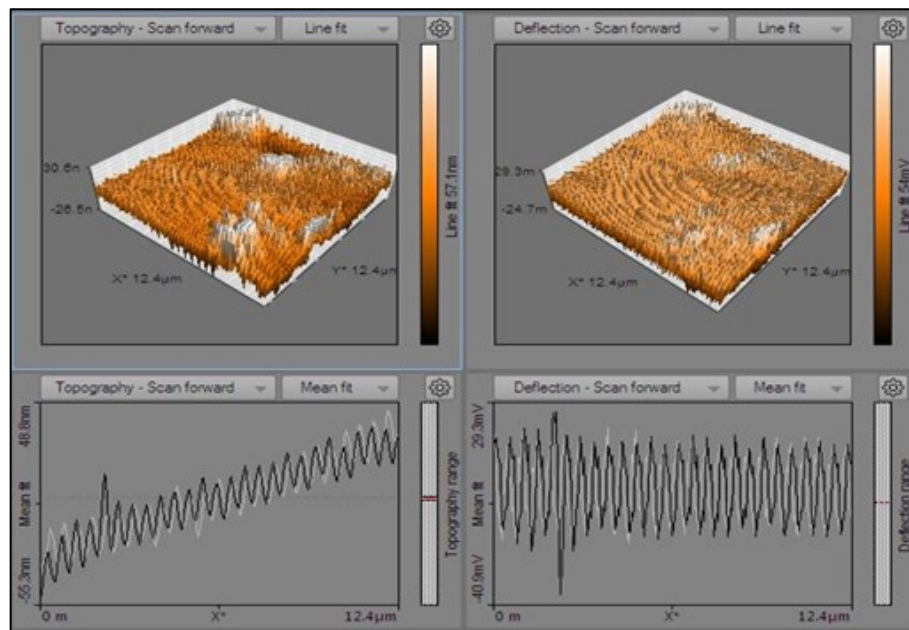 Topography - Scan forward
Line fit
30.6n
-26.5n
X* 12.4µm
Y* 12.4µm
Line fit 57.1nm
Deflection - Scan forward
Line fit
29.3m
-24.7m
X* 12.4µm
Y* 12.4µm
Line fit 54mV
Topography - Scan forward
Mean fit
48.8nm
Mean fit
-55.3nm
0 m
X*
12.4µm
Topography range
Deflection - Scan forward
Mean fit
29.3mV
Mean fit
-40.9mV
0 m
X*
12.4µm
Deflection range